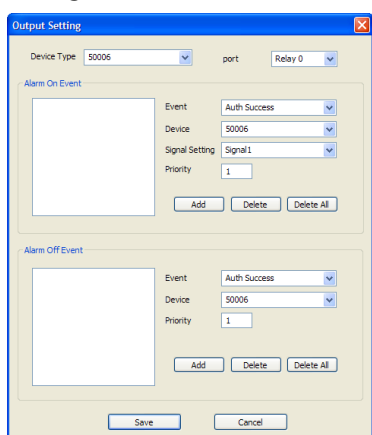 Output Setting
Device Type 50006 port Relay 0
Alarm On Event
Event Auth Success
Device 50006
Signal Setting Signal1
Priority 1
Add Delete Delete All
Alarm Off Event
Event Auth Success
Device 50006
Priority 1
Add Delete Delete All
Save Cancel